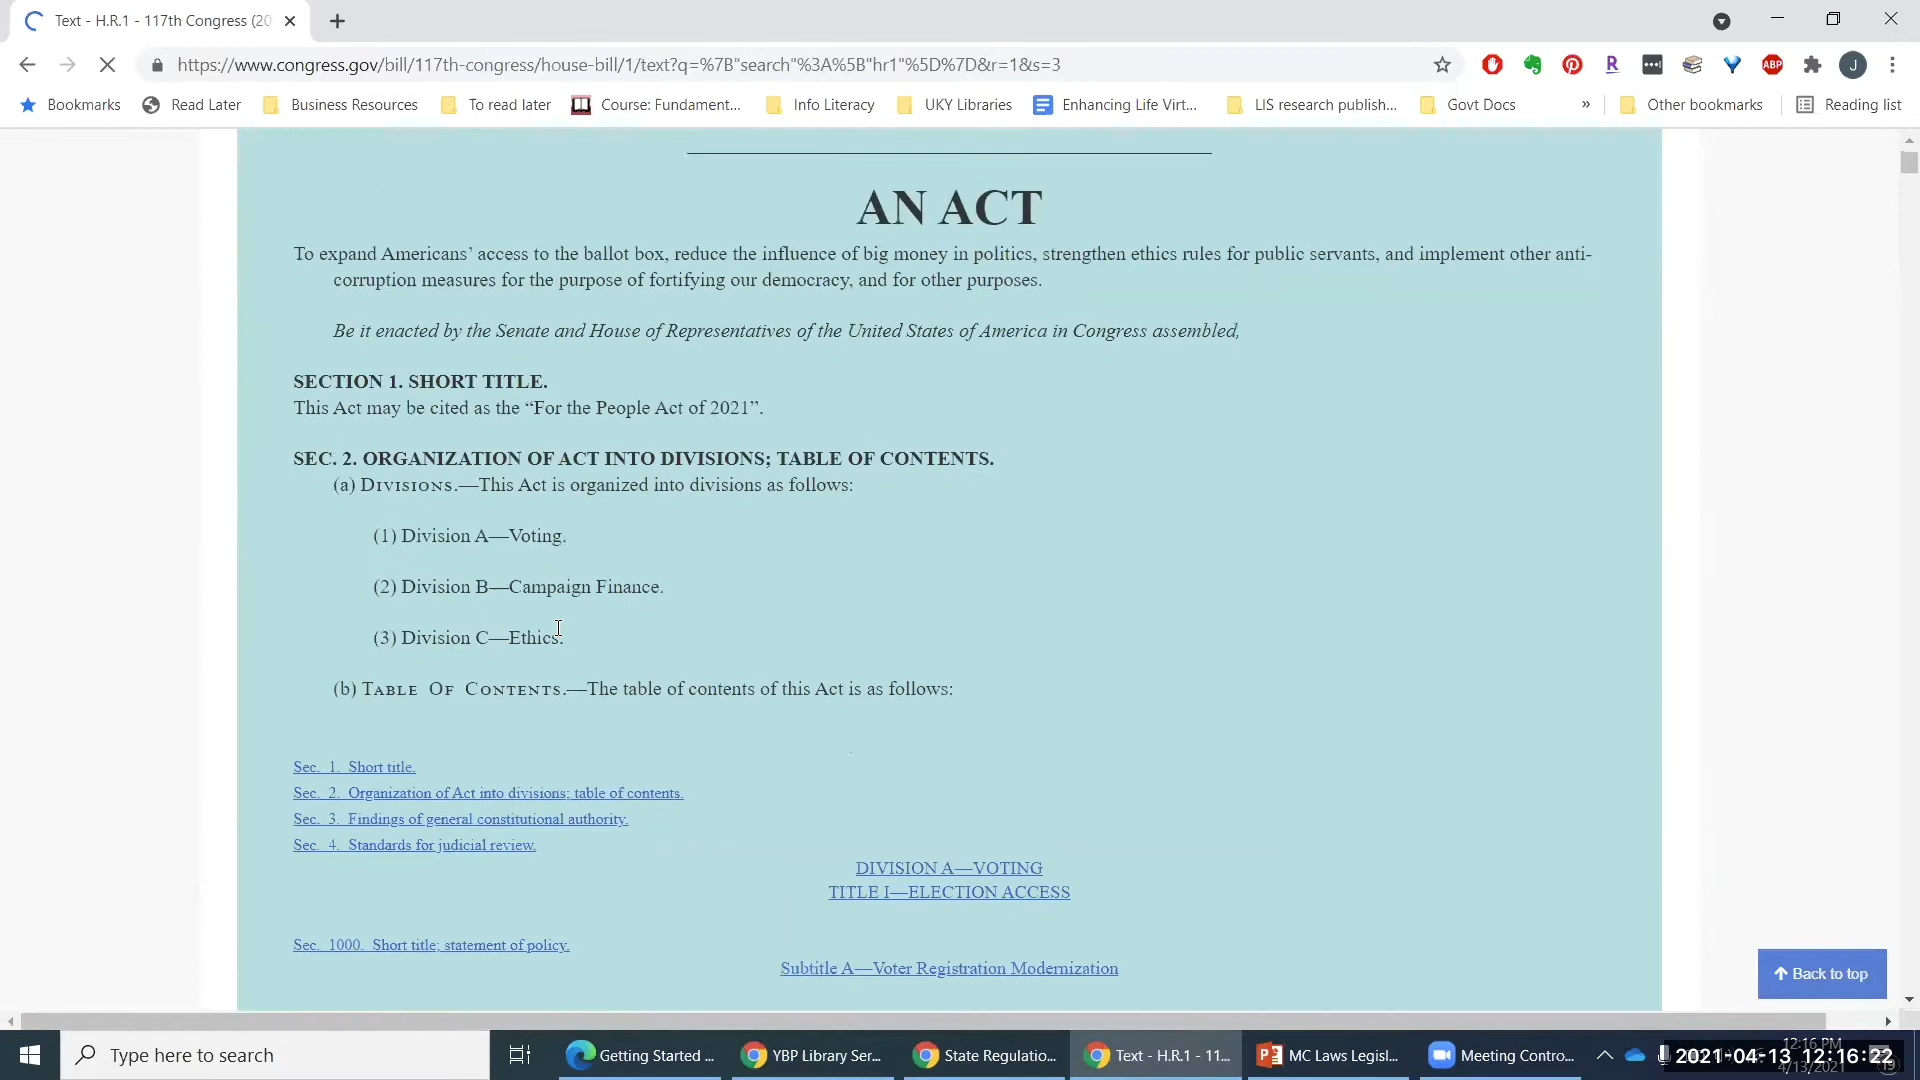 Text - H.R.1 - 117th Congress (20
https://www.congress.gov/bill/117th-congress/house-bill/1/text?q=%7B"search"%3A%5B"hr1"%5D%7D&r=1&s=3
ABP
J
Bookmarks
Read Later
Business Resources
To read later
Course: Fundament...
Info Literacy
UKY Libraries
Enhancing Life Virt...
LIS research publish...
Govt Docs
»
Other bookmarks
Reading list
AN ACT
To expand Americans’ access to the ballot box, reduce the influence of big money in politics, strengthen ethics rules for public servants, and implement other anti-
corruption measures for the purpose of fortifying our democracy, and for other purposes.
Be it enacted by the Senate and House of Representatives of the United States of America in Congress assembled,
SECTION 1. SHORT TITLE.
This Act may be cited as the “For the People Act of 2021”.
SEC. 2. ORGANIZATION OF ACT INTO DIVISIONS; TABLE OF CONTENTS.
(a) DIVISIONS.—This Act is organized into divisions as follows:
(1) Division A—Voting.
(2) Division B—Campaign Finance.
(3) Division C—Ethics.
(b) TABLE OF CONTENTS.—The table of contents of this Act is as follows:
Sec. 1. Short title.
Sec. 2. Organization of Act into divisions; table of contents.
Sec. 3. Findings of general constitutional authority.
Sec. 4. Standards for judicial review.
DIVISION A—VOTING
TITLE I—ELECTION ACCESS
Sec. 1000. Short title; statement of policy.
Subtitle A—Voter Registration Modernization
Back to top
Type here to search
Getting Started ...
YBP Library Ser...
State Regulatio...
Text - H.R.1 - 11...
MC Laws Legisl...
Meeting Contro...
12:16 PM
2021-04-13 12:16:22
4/13/2021